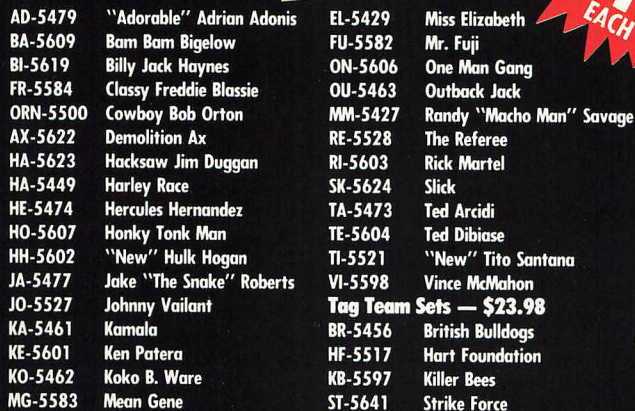 AD-5479 ``Adorable'' Adrian Adonis
BA-5609 Bam Bam Bigelow
BI-5619 Billy Jack Haynes
FR-5584 Classy Freddie Blassie
ORN-5500 Cowboy Bob Orton
AX-5622 Demolition Ax
HA-5623 Hacksaw Jim Duggan
HA-5449 Harley Race
HE-5474 Hercules Hernandez
HO-5607 Honky Tonk Man
HH-5602 ``New'' Hulk Hogan
JA-5477 Jake ``The Snake'' Roberts
JO-5527 Johnny Vailant
KA-5461 Kamala
KE-5601 Ken Patera
KO-5462 Koko B. Ware
MG-5583 Mean Gene
EL-5429 Miss Elizabeth
FU-5582 Mr. Fuji
ON-5606 One Man Gang
OU-5463 Outback Jack
MM-5427 Randy ``Macho Man'' Savage
RE-5528 The Referee
RI-5603 Rick Martel
SK-5624 Slick
TA-5473 Ted Arcidi
TE-5604 Ted Dibiase
TI-5521 ``New'' Tito Santana
VI-5598 Vince McMahon
Tag Team Sets — $23.98
BR-5456 British Bulldogs
HF-5517 Hart Foundation
KB-5597 Killer Bees
ST-5641 Strike Force
EACH